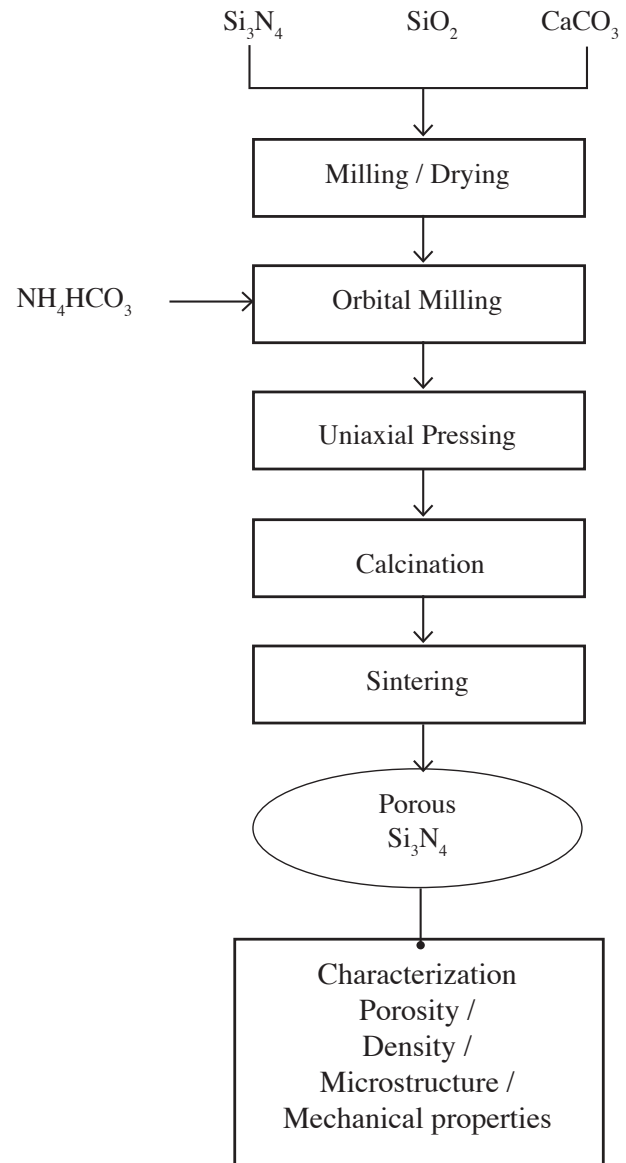 Si₃N₄ SiO₂ CaCO₃
Milling / Drying
NH₄HCO₃ Orbital Milling
Uniaxial Pressing
Calcination
Sintering
Porous
Si₃N₄
Characterization
Porosity /
Density /
Microstructure /
Mechanical properties